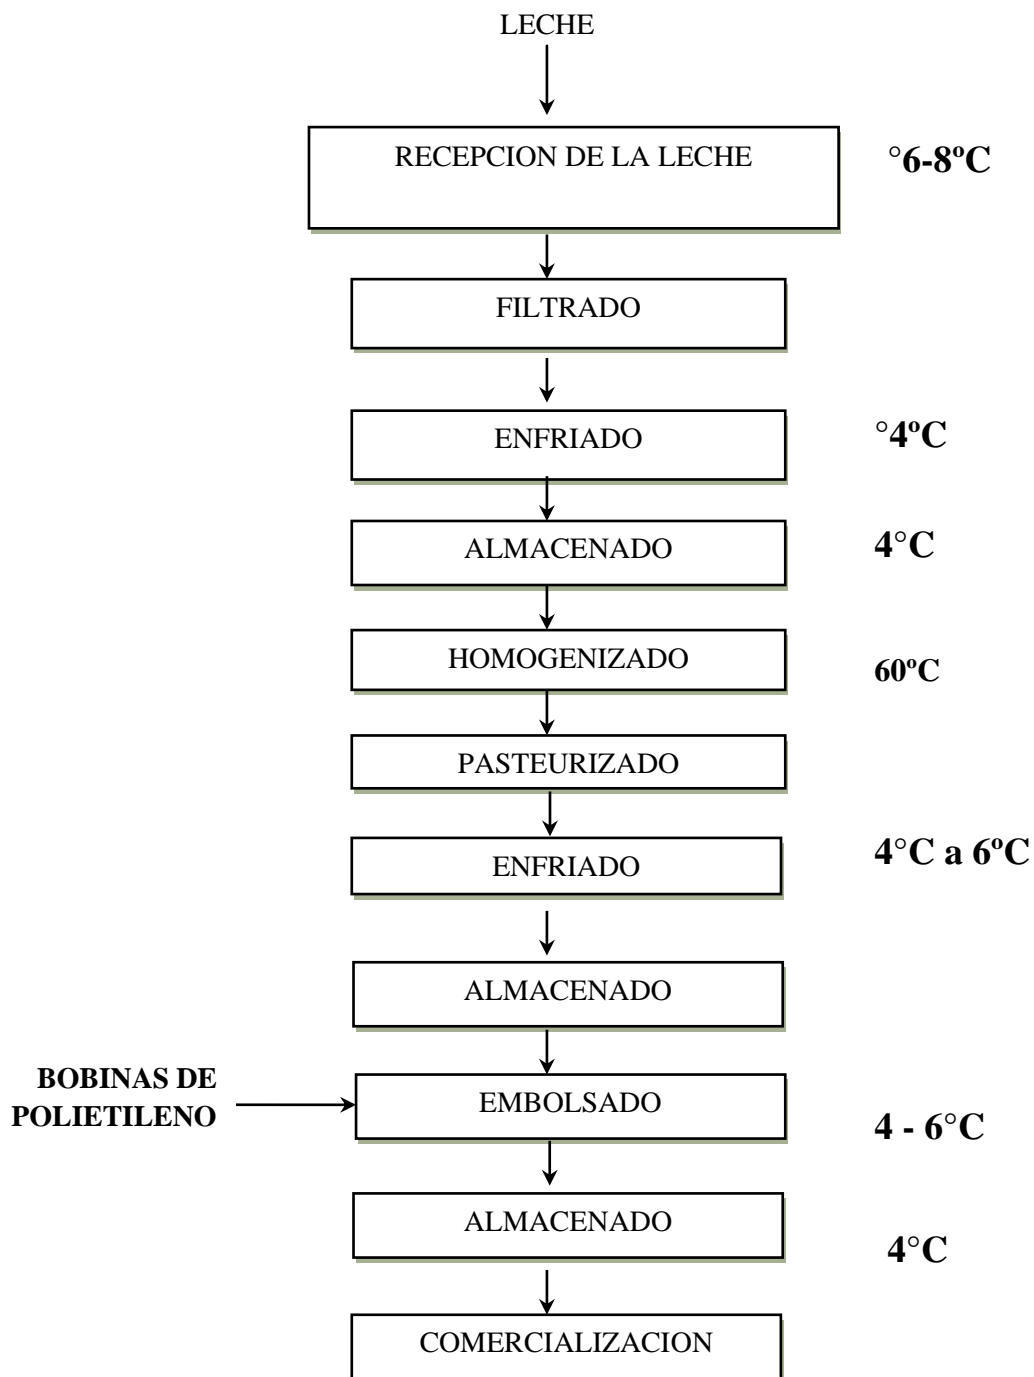 LECHE
RECEPCION DE LA LECHE
°6-8ºC
FILTRADO
ENFRIADO
°4ºC
ALMACENADO
4°C
HOMOGENIZADO
60ºC
PASTEURIZADO
ENFRIADO
4°C a 6ºC
ALMACENADO
BOBINAS DE
POLIETILENO
EMBOLSADO
4 - 6°C
ALMACENADO
4°C
COMERCIALIZACION